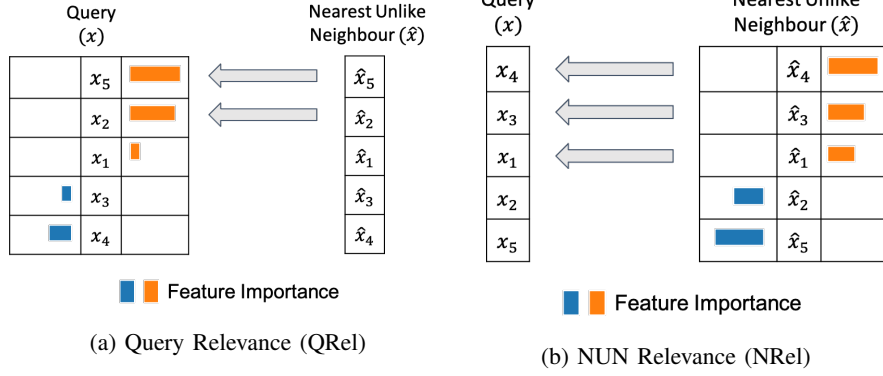 Query
(x)
Nearest Unlike
Neighbour (x̂)
x₅
x̂₅
x₂
x̂₂
x₁
x̂₁
x₃
x̂₃
x₄
x̂₄
Feature Importance
(a) Query Relevance (QRel)
Query
(x)
Nearest Unlike
Neighbour (x̂)
x₄
x̂₄
x₃
x̂₃
x₁
x̂₁
x₂
x̂₂
x₅
x̂₅
Feature Importance
(b) NUN Relevance (NRel)